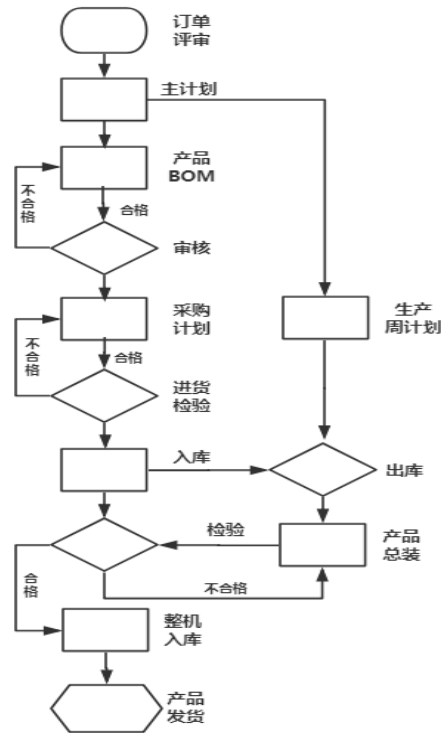 订单
评审
主计划
产品
BOM
不
合
格
合格
审核
采购
计划
生产
周计划
不
合
格
合格
进货
检验
入库
出库
检验
产品
总装
合
格
不合格
整机
入库
产品
发货